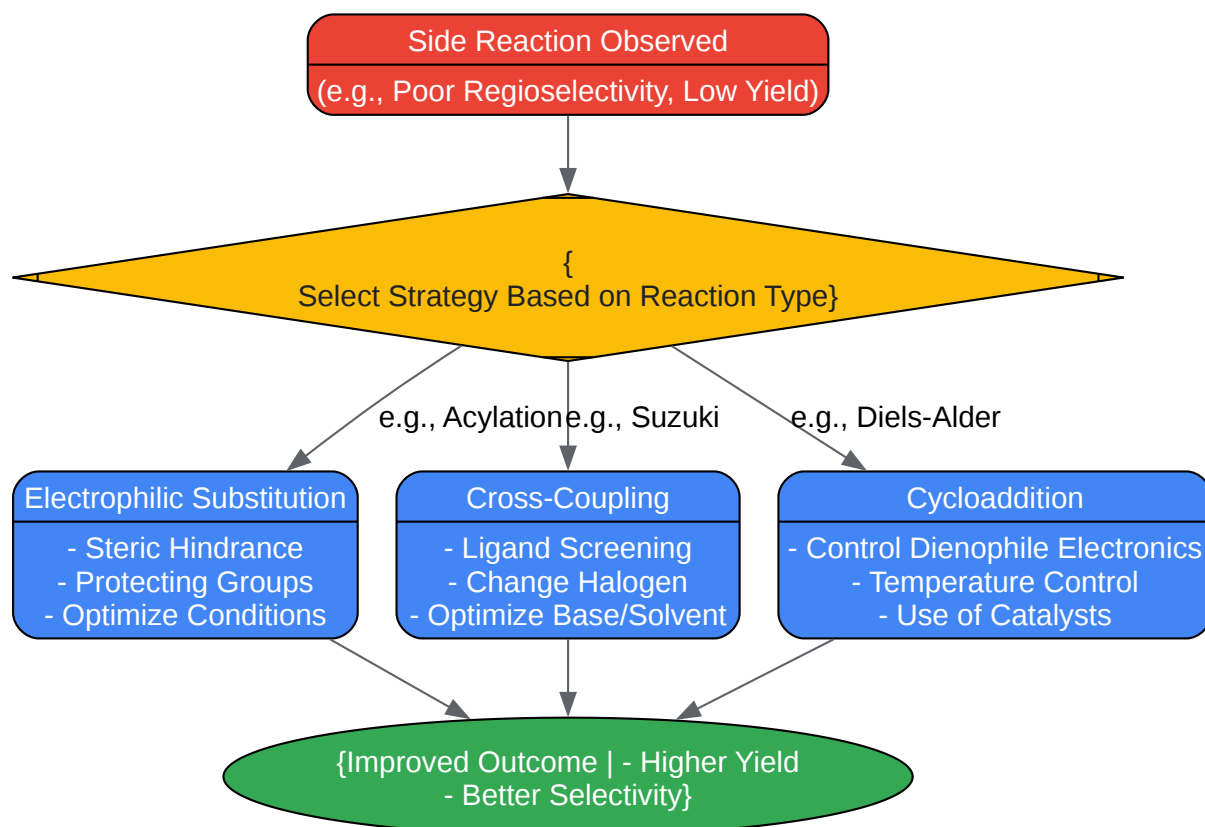 Side Reaction Observed
(e.g., Poor Regioselectivity, Low Yield)
{
Select Strategy Based on Reaction Type}
e.g., Acylation
e.g., Suzuki
e.g., Diels-Alder
Electrophilic Substitution
- Steric Hindrance
- Protecting Groups
- Optimize Conditions
Cross-Coupling
- Ligand Screening
- Change Halogen
- Optimize Base/Solvent
Cycloaddition
- Control Dienophile Electronics
- Temperature Control
- Use of Catalysts
{Improved Outcome | - Higher Yield
- Better Selectivity}